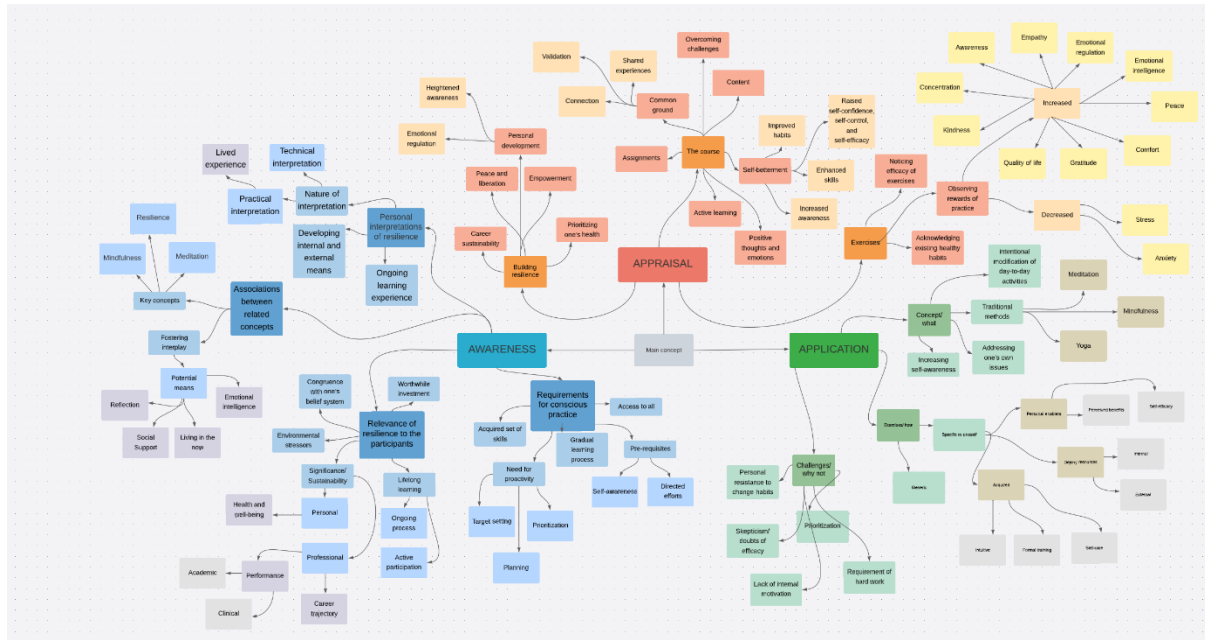 Overcoming
challenges
Validation
Shared
experiences
Content
Connection
Common
ground
Heightened
awareness
Emotional
regulation
Personal
development
Peace and
liberation
Empowerment
Career
sustainability
Prioritizing
one's health
Building
resilience
Assignments
The course
Improved
habits
Raised
self-confidence,
self-control,
and
self-efficacy
Self-betterment
Enhanced
skills
Increased
awareness
Active learning
Positive
thoughts and
emotions
APPRAISAL
Noticing
efficacy of
exercises
Exercises
Acknowledging
existing healthy
habits
Observing
rewards of
practice
Increased
Awareness
Empathy
Emotional
regulation
Emotional
intelligence
Concentration
Peace
Kindness
Comfort
Quality of life
Gratitude
Decreased
Stress
Anxiety
Lived
experience
Technical
interpretation
Practical
interpretation
Nature of
interpretation
Personal
interpretations
of resilience
Developing
internal and
external
means
Ongoing
learning
experience
Resilience
Mindfulness
Meditation
Key concepts
Associations
between
related
concepts
Fostering
interplay
Potential
means
Reflection
Emotional
intelligence
Social
Support
Living in the
now
AWARENESS
Main concept
APPLICATION
Congruence
with one's
belief system
Worthwhile
investment
Environmental
stressors
Relevance of
resilience to the
participants
Significance/
Sustainability
Lifelong
learning
Health and
well-being
Personal
Ongoing
process
Professional
Active
participation
Academic
Performance
Clinical
Career
trajectory
Requirements
for conscious
practice
Access to all
Acquired set of
skills
Gradual
learning
process
Pre-requisites
Need for
proactivity
Self-awareness
Directed
efforts
Target setting
Prioritization
Planning
Intentional
modification of
day-to-day
activities
Concept/
what
Traditional
methods
Meditation
Mindfulness
Yoga
Increasing
self-awareness
Addressing
one's own
issues
Challenges/
why not
Personal
resistance to
change habits
Prioritization
Skepticism/
doubts of
efficacy
Lack of internal
motivation
Requirement of
hard work
Domains/how
Generic
Self-efficacy
Internal
External
Acquired
Intuitive
Formal training